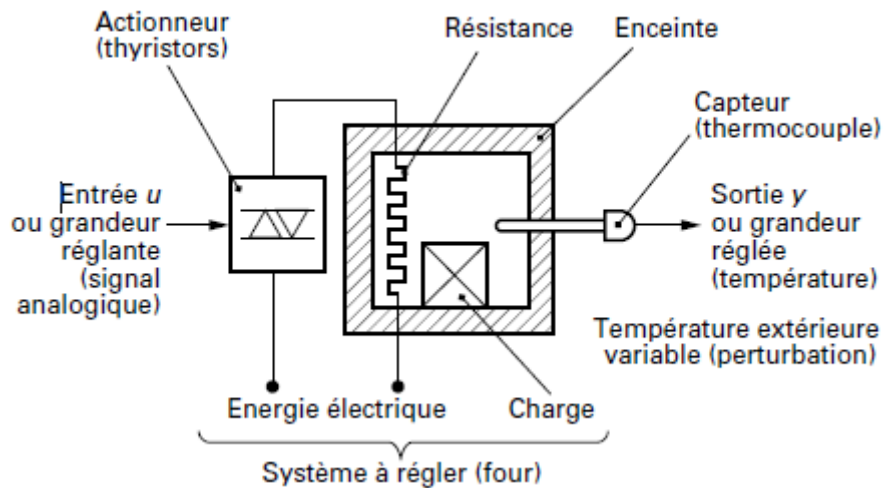 Actionneur
(thyristors)
Résistance
Enceinte
Capteur
(thermocouple)
Entrée u
ou grandeur
réglante
(signal
analogique)
Sortie y
ou grandeur
réglée
(température)
Température extérieure
variable (perturbation)
Energie électrique
Charge
Système à régler (four)